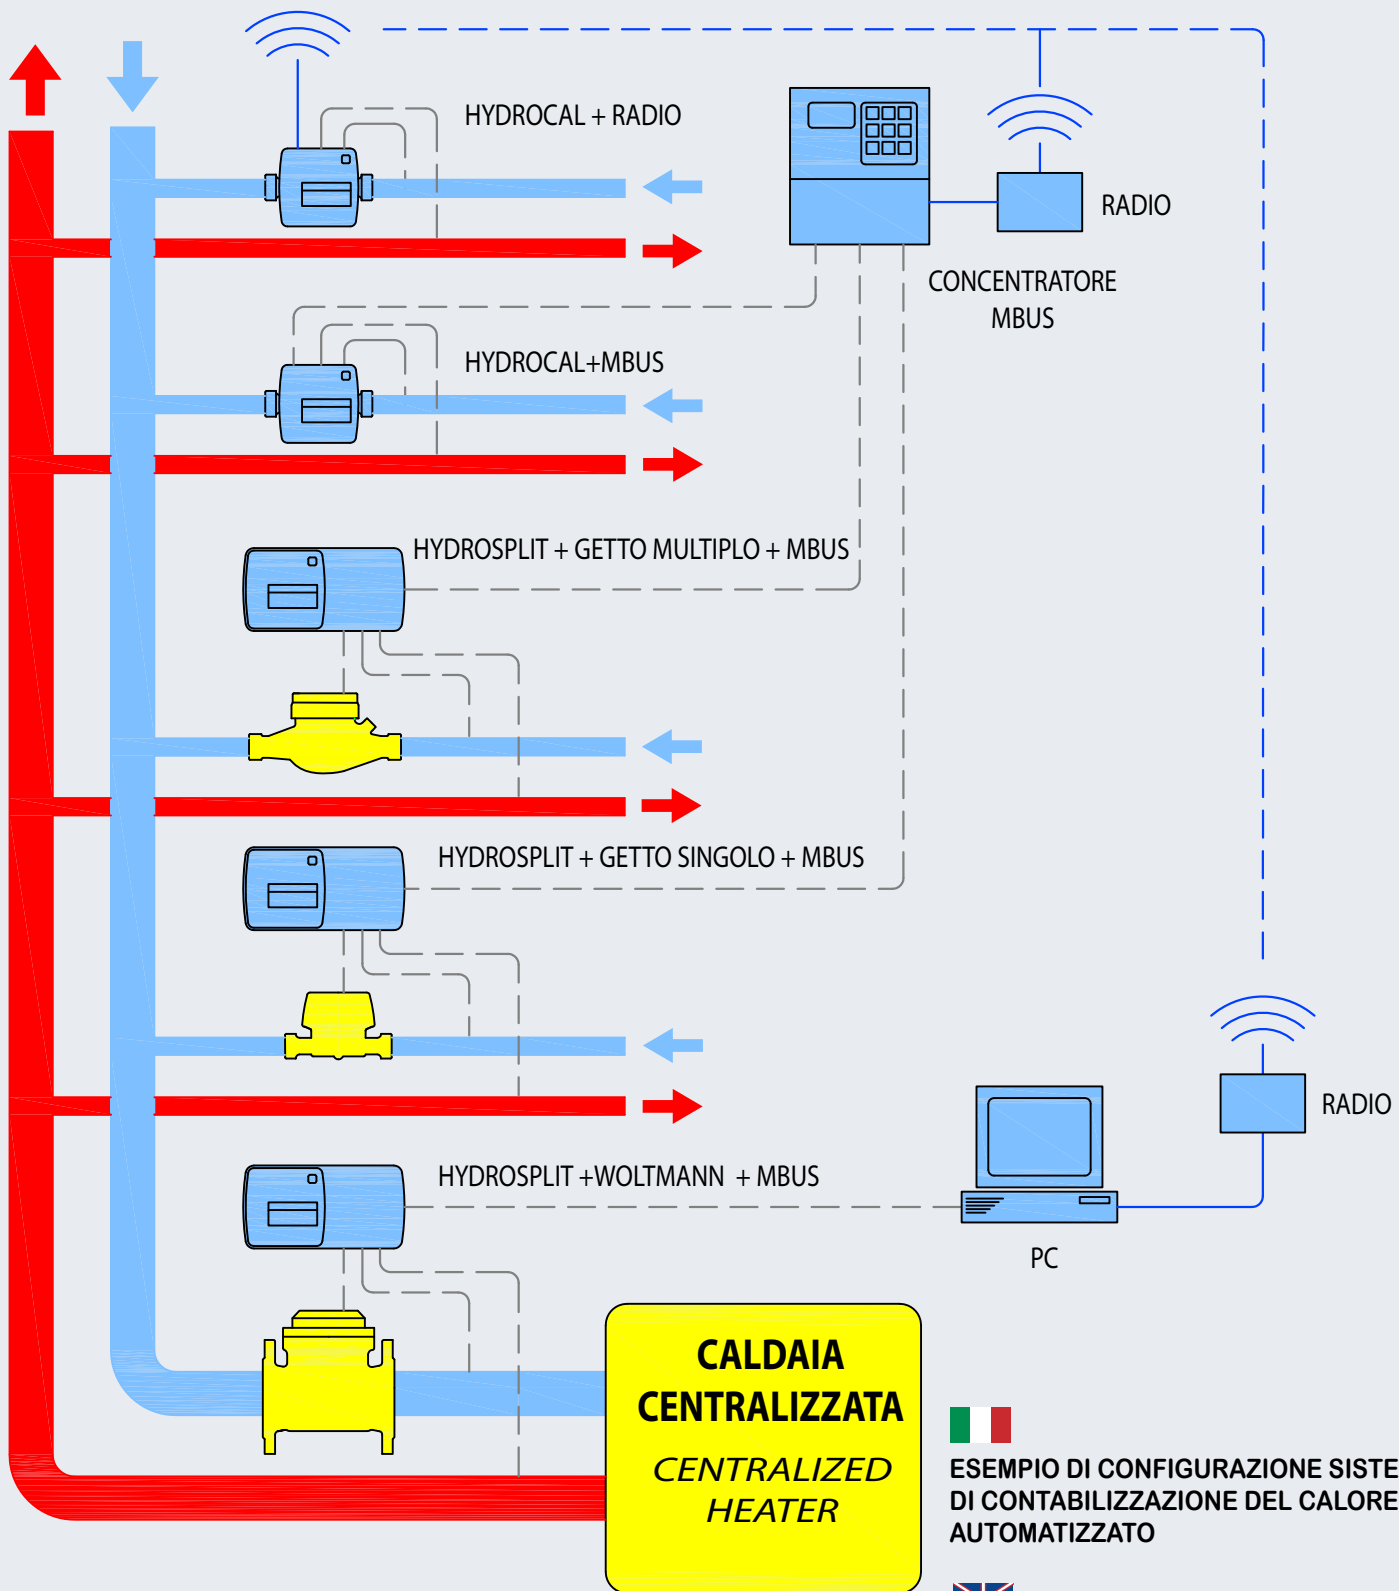 HYDROCAL + RADIO
RADIO
CONCENTRATORE
MBUS
HYDROCAL+MBUS
HYDROSPLIT + GETTO MULTIPLO + MBUS
HYDROSPLIT + GETTO SINGOLO + MBUS
RADIO
HYDROSPLIT +WOLTMANN + MBUS
PC
CALDAIA
CENTRALIZZATA
CENTRALIZED
HEATER
ESEMPIO DI CONFIGURAZIONE SISTE
DI CONTABILIZZAZIONE DEL CALORE
AUTOMATIZZATO